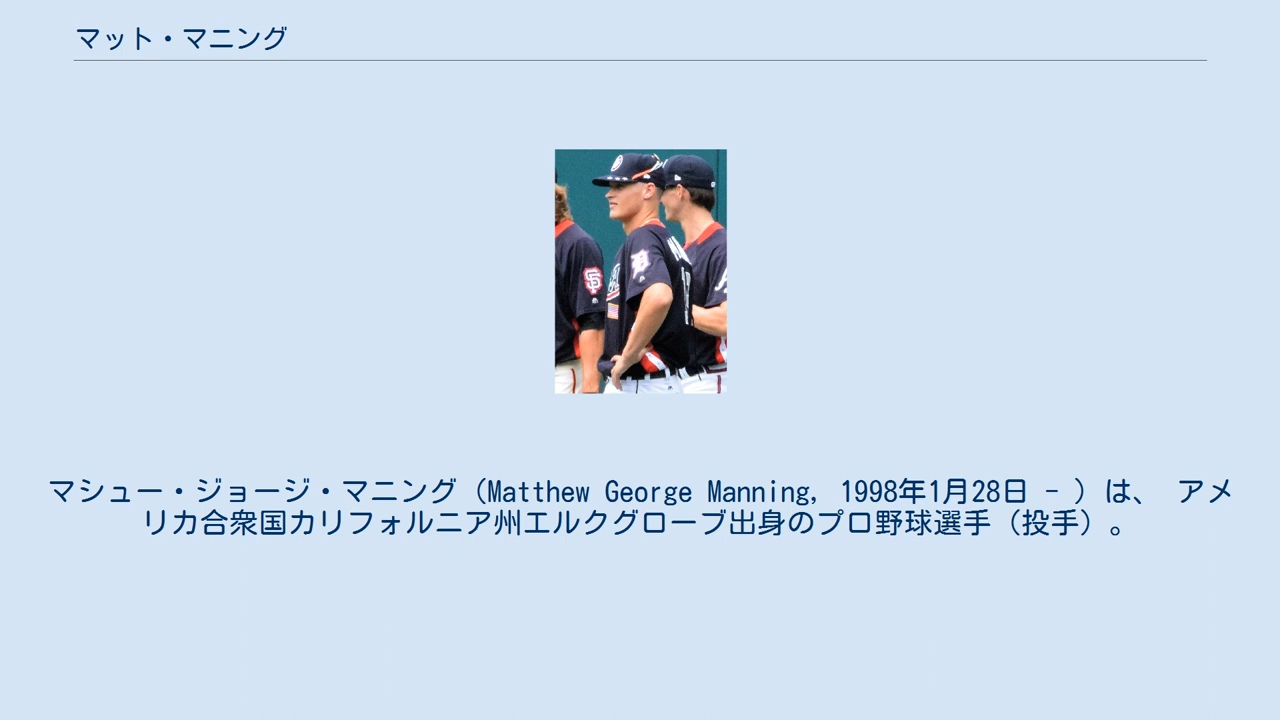 マット・マニング
SF
D
マシュー・ジョージ・マニング（Matthew George Manning, 1998年1月28日 - ）は、 アメ
リカ合衆国カリフォルニア州エルクグローブ出身のプロ野球選手（投手）。